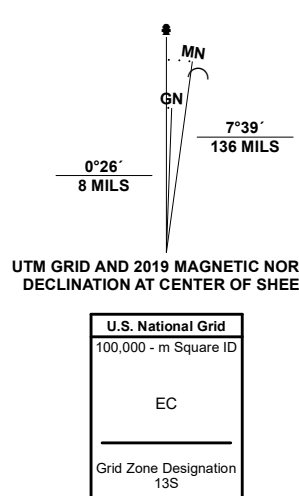 MN
GN
7°39´
136 MILS
0°26´
8 MILS
UTM GRID AND 2019 MAGNETIC NOR
DECLINATION AT CENTER OF SHEE
U.S. National Grid
100,000 - m Square ID
EC
Grid Zone Designation
13S